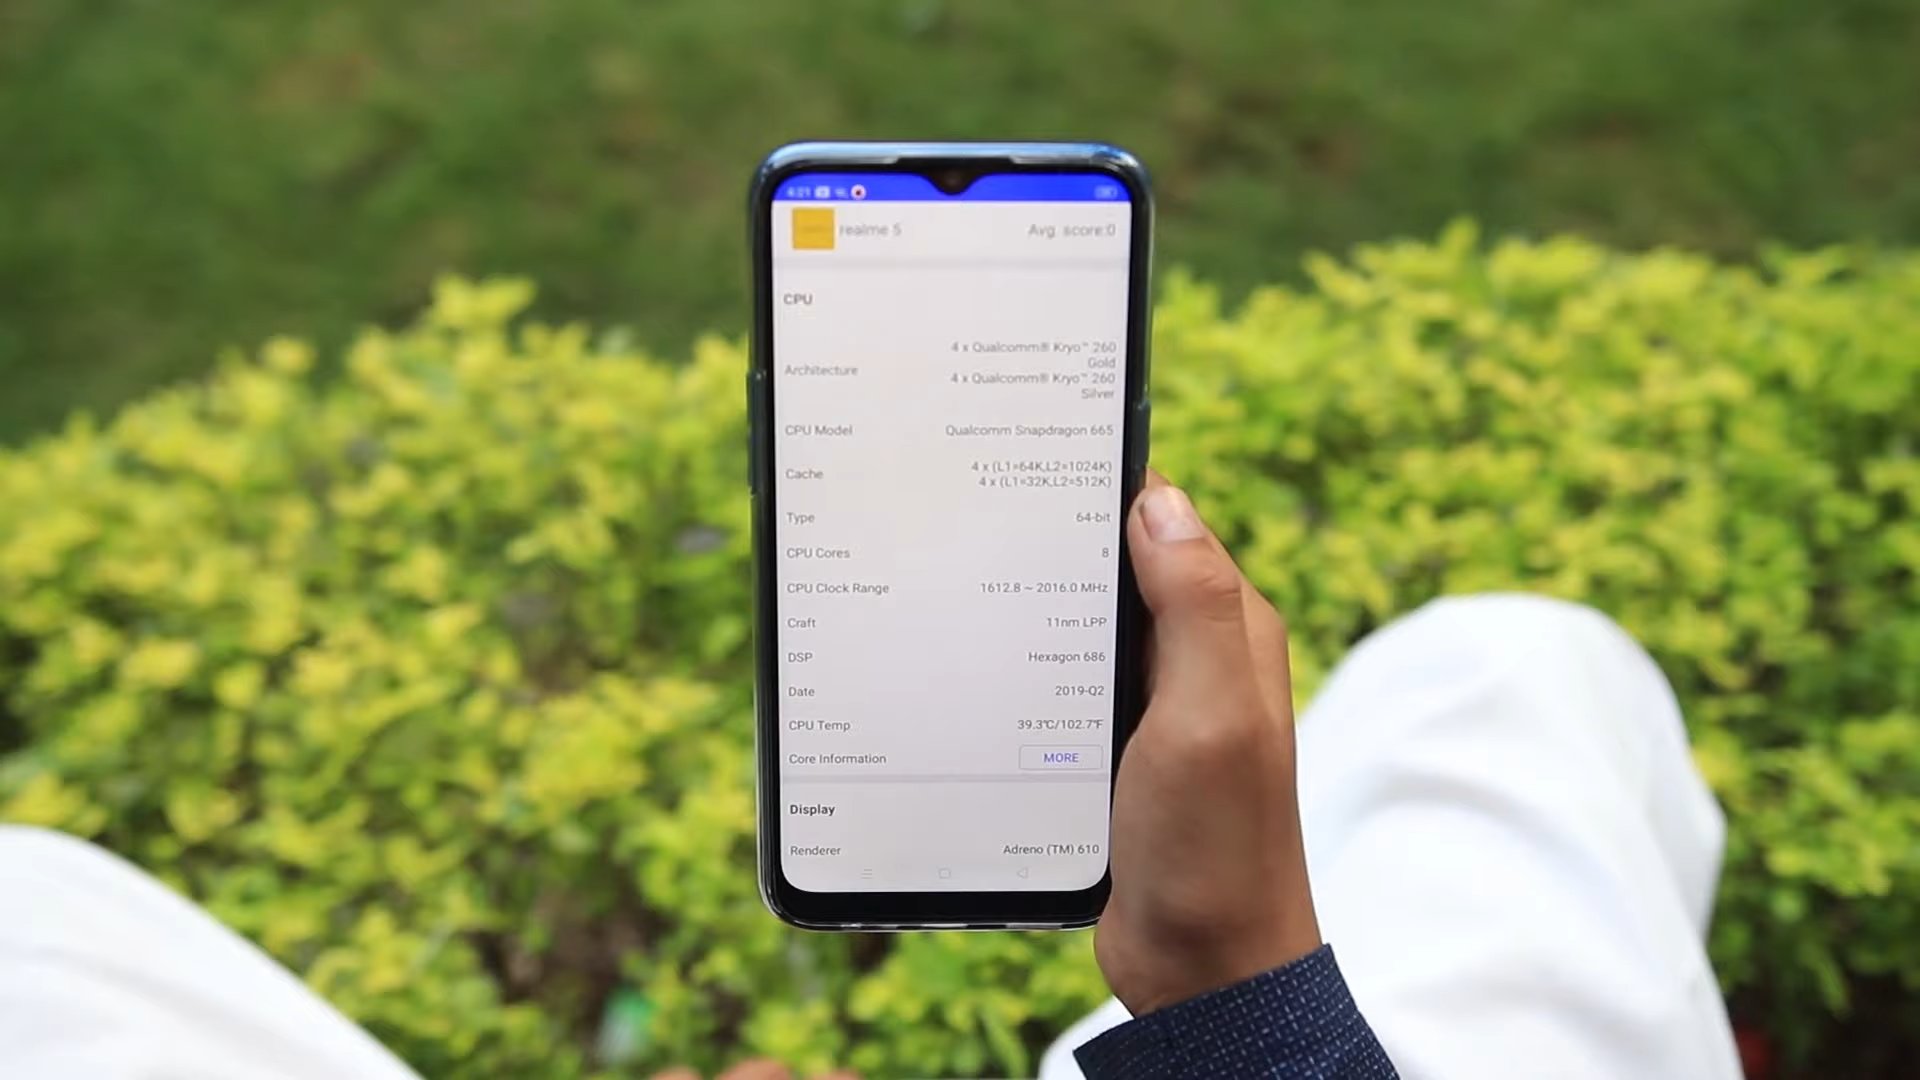 4:21
realme 5 Avg. score:0
CPU
Architecture 4 x Qualcomm® Kryo™ 260
Gold
4 x Qualcomm® Kryo™ 260
Silver
CPU Model Qualcomm Snapdragon 665
Cache 4 x (L1=64K,L2=1024K)
4 x (L1=32K,L2=512K)
Type 64-bit
CPU Cores 8
CPU Clock Range 1612.8 ~ 2016.0 MHz
Craft 11nm LPP
DSP Hexagon 686
Date 2019-Q2
CPU Temp 39.3℃/102.7℉
Core Information MORE
Display
Renderer Adreno (TM) 610